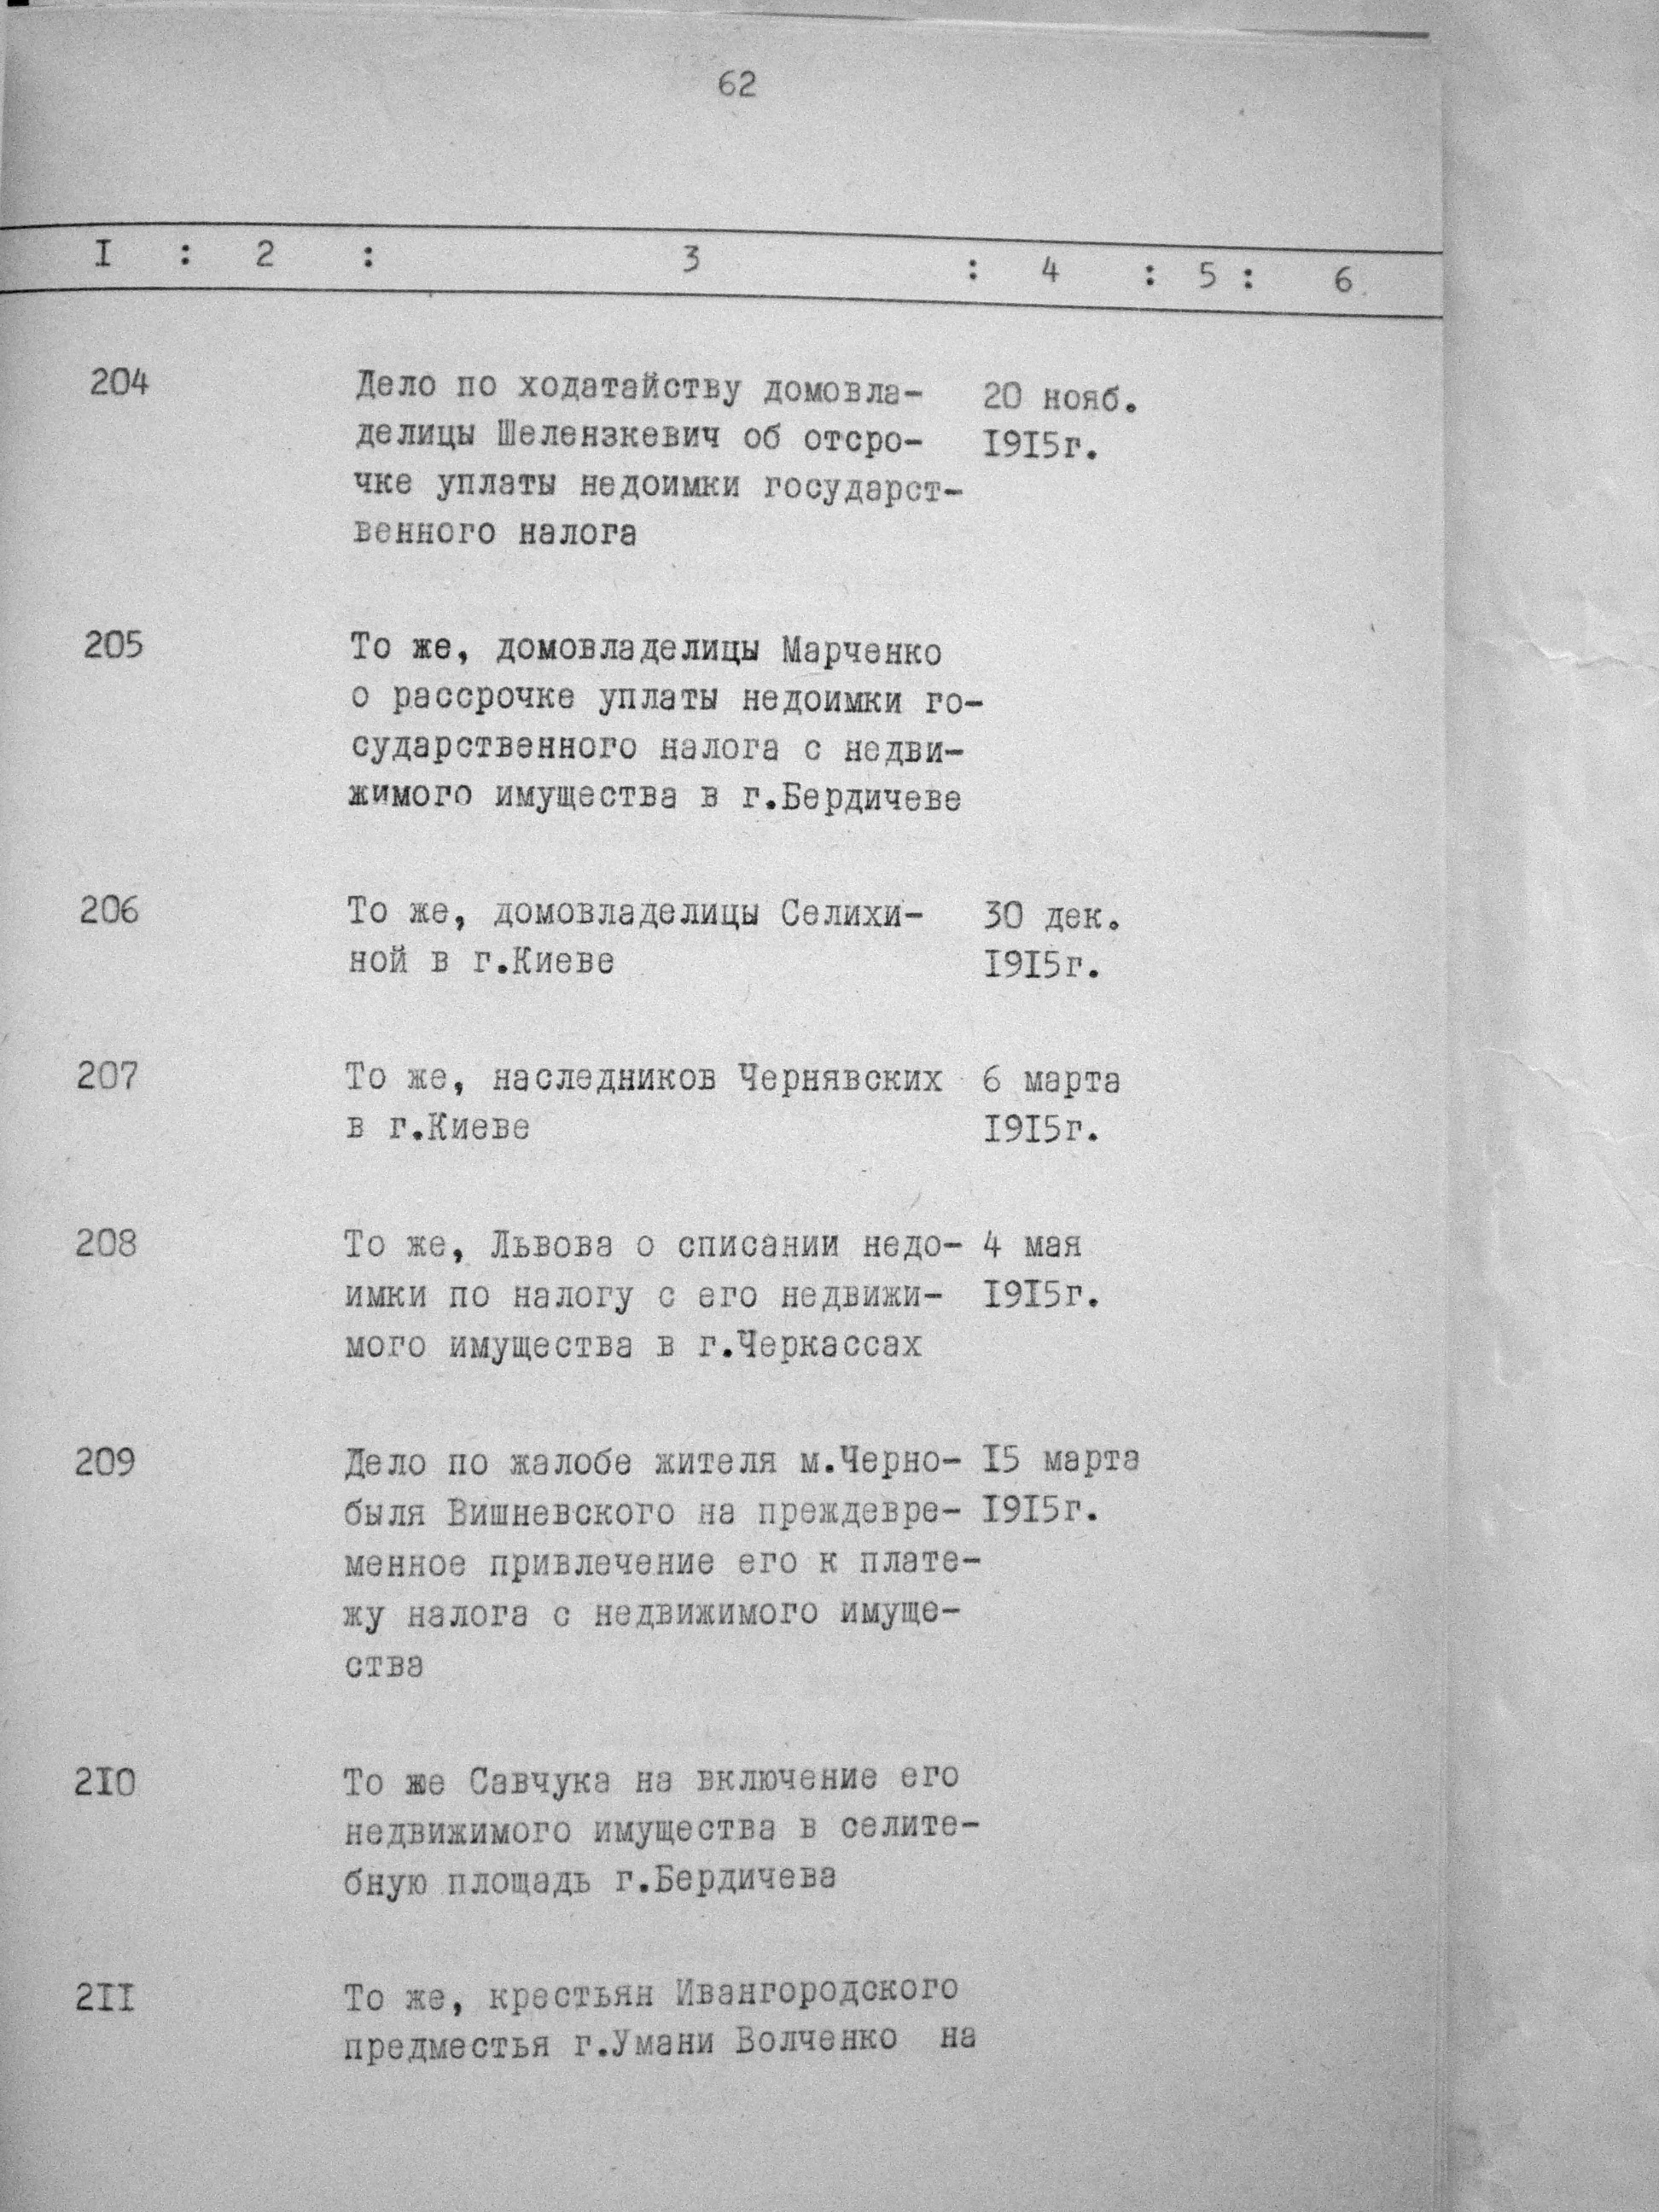 62
I : 2 : 3 : 4 : 5 : 6
204 Дело по ходатайству домовла- 20 нояб.
делицы Шелензкевич об отсро- 1915г.
чке уплаты недоимки государст-
венного налога
205 То же, домовладелицы Марченко
о рассрочке уплаты недоимки го-
сударственного налога с недви-
жимого имущества в г.Бердичеве
206 То же, домовладелицы Селихи- 30 дек.
ной в г.Киеве 1915г.
207 То же, наследников Чернявских 6 марта
в г.Киеве 1915г.
208 То же, Львова о списании недо- 4 мая
имки по налогу с его недвижи- 1915г.
мого имущества в г.Черкассах
209 Дело по жалобе жителя м.Черно- 15 марта
быля Вишневского на преждевре- 1915г.
менное привлечение его к плате-
жу налога с недвижимого имуще-
ства
210 То же Савчука на включение его
недвижимого имущества в селите-
бную площадь г.Бердичева
211 То же, крестьян Ивангородского
предместья г.Умани Волченко на